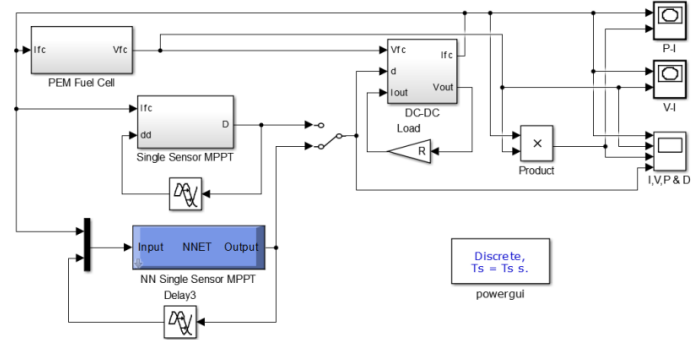 Ifc
Vfc
PEM Fuel Cell
Vfc
d
Iout
Ifc
Vout
DC-DC
Load
R
P-I
V-I
I,V,P & D
×
Product
Ifc
dd
D
Single Sensor MPPT
Input
NNET
Output
NN Single Sensor MPPT
Delay3
Discrete,
Ts = Ts s.
powergui